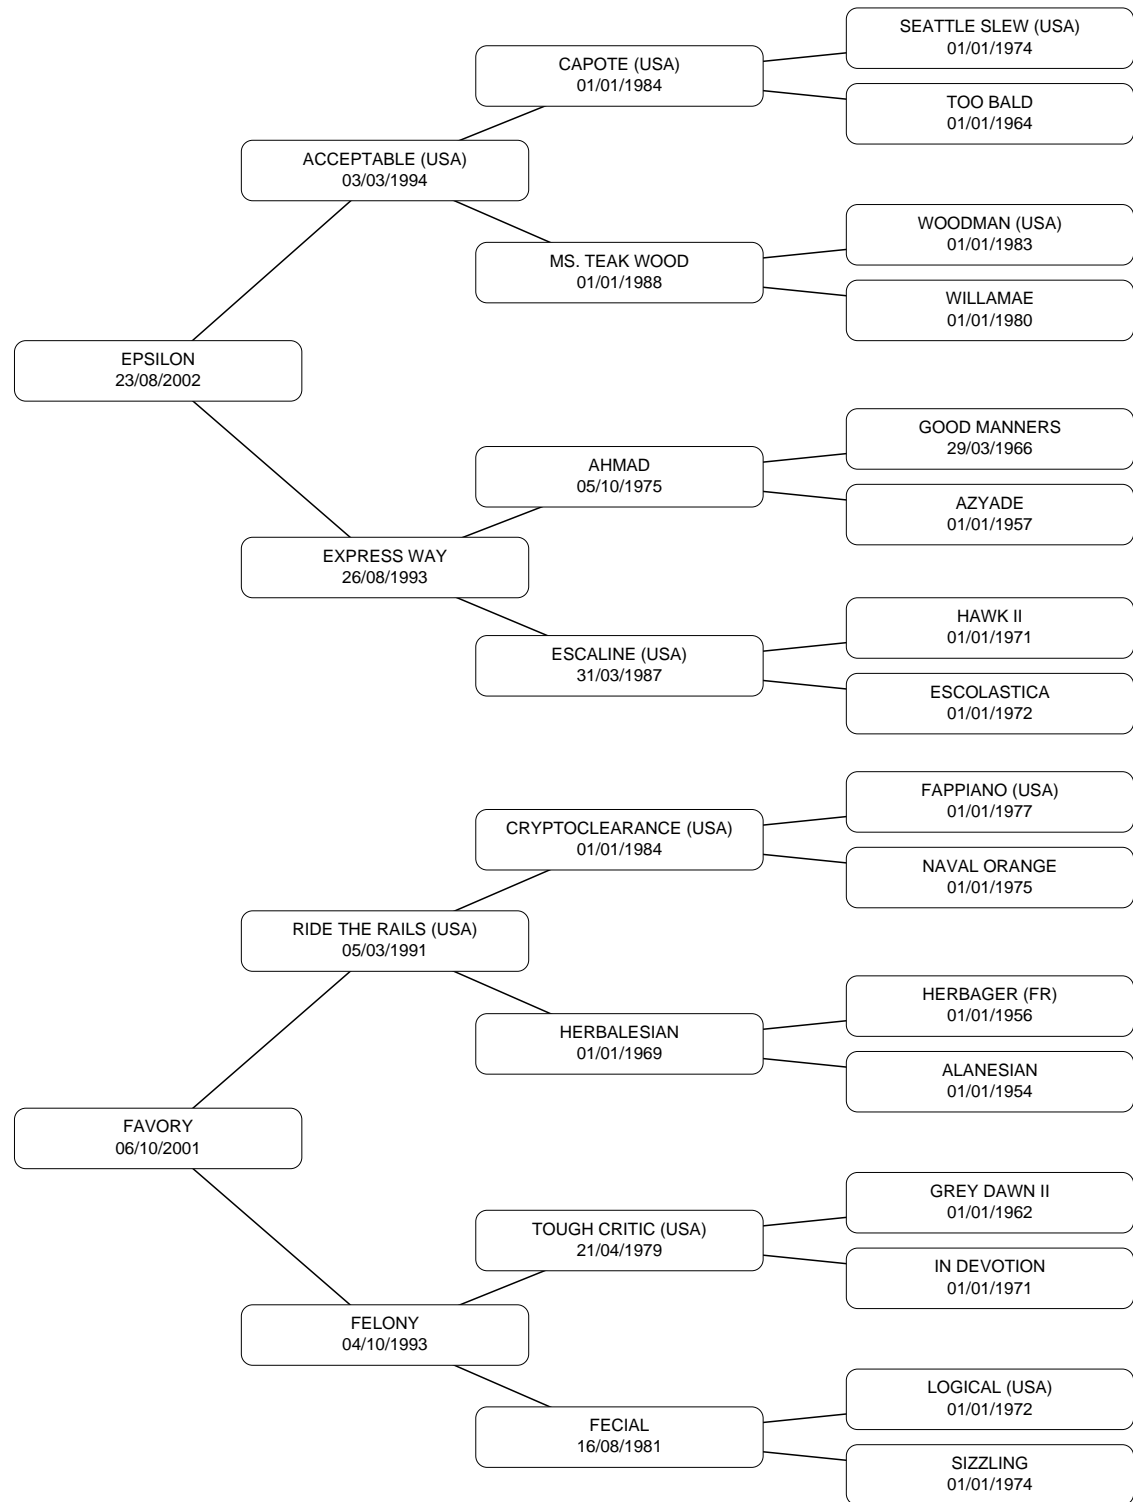 SEATTLE SLEW (USA)
01/01/1974
CAPOTE (USA)
01/01/1984
TOO BALD
01/01/1964
ACCEPTABLE (USA)
03/03/1994
WOODMAN (USA)
01/01/1983
MS. TEAK WOOD
01/01/1988
WILLAMAE
01/01/1980
EPSILON
23/08/2002
GOOD MANNERS
29/03/1966
AHMAD
05/10/1975
AZYADE
01/01/1957
EXPRESS WAY
26/08/1993
HAWK II
01/01/1971
ESCALINE (USA)
31/03/1987
ESCOLASTICA
01/01/1972
FAPPIANO (USA)
01/01/1977
CRYPTOCLEARANCE (USA)
01/01/1984
NAVAL ORANGE
01/01/1975
RIDE THE RAILS (USA)
05/03/1991
HERBAGER (FR)
01/01/1956
HERBALESIAN
01/01/1969
ALANESIAN
01/01/1954
FAVORY
06/10/2001
GREY DAWN II
01/01/1962
TOUGH CRITIC (USA)
21/04/1979
IN DEVOTION
01/01/1971
FELONY
04/10/1993
LOGICAL (USA)
01/01/1972
FECIAL
16/08/1981
SIZZLING
01/01/1974